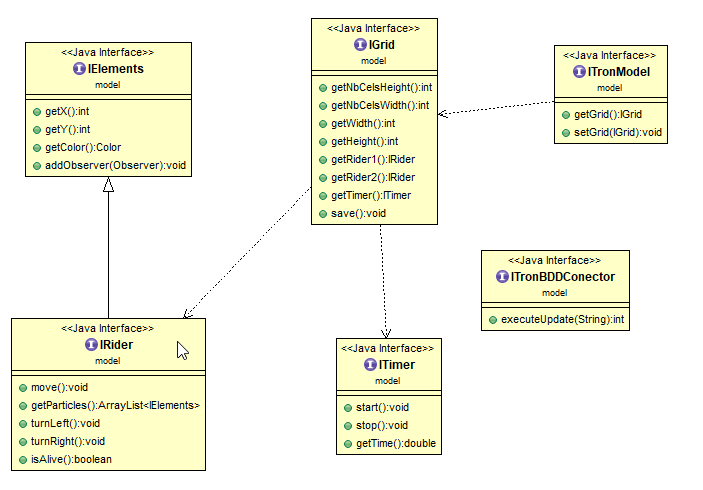 <<Java Interface>>
IElements
model
getX():int
getY():int
getColor():Color
addObserver(Observer):void
<<Java Interface>>
IGrid
model
getNbCelsHeight():int
getNbCelsWidth():int
getWidth():int
getHeight():int
getRider1():IRider
getRider2():IRider
getTimer():ITimer
save():void
<<Java Interface>>
ITronModel
model
getGrid():IGrid
setGrid(IGrid):void
<<Java Interface>>
ITronBDDConector
model
executeUpdate(String):int
<<Java Interface>>
IRider
model
move():void
getParticles():ArrayList<IElements>
turnLeft():void
turnRight():void
isAlive():boolean
<<Java Interface>>
ITimer
model
start():void
stop():void
getTime():double